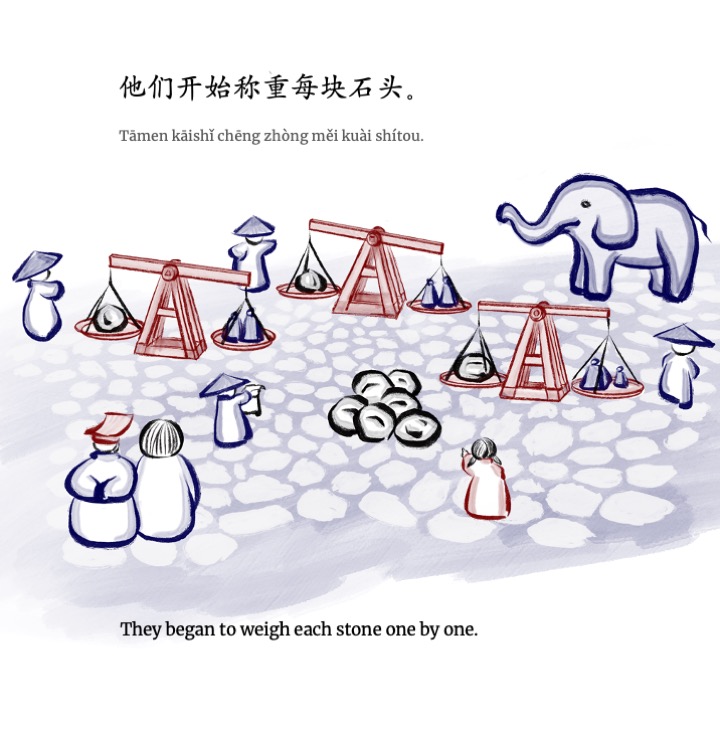 他们开始称重每块石头。
Tāmen kāishǐ chēng zhòng měi kuài shítou.
They began to weigh each stone one by one.